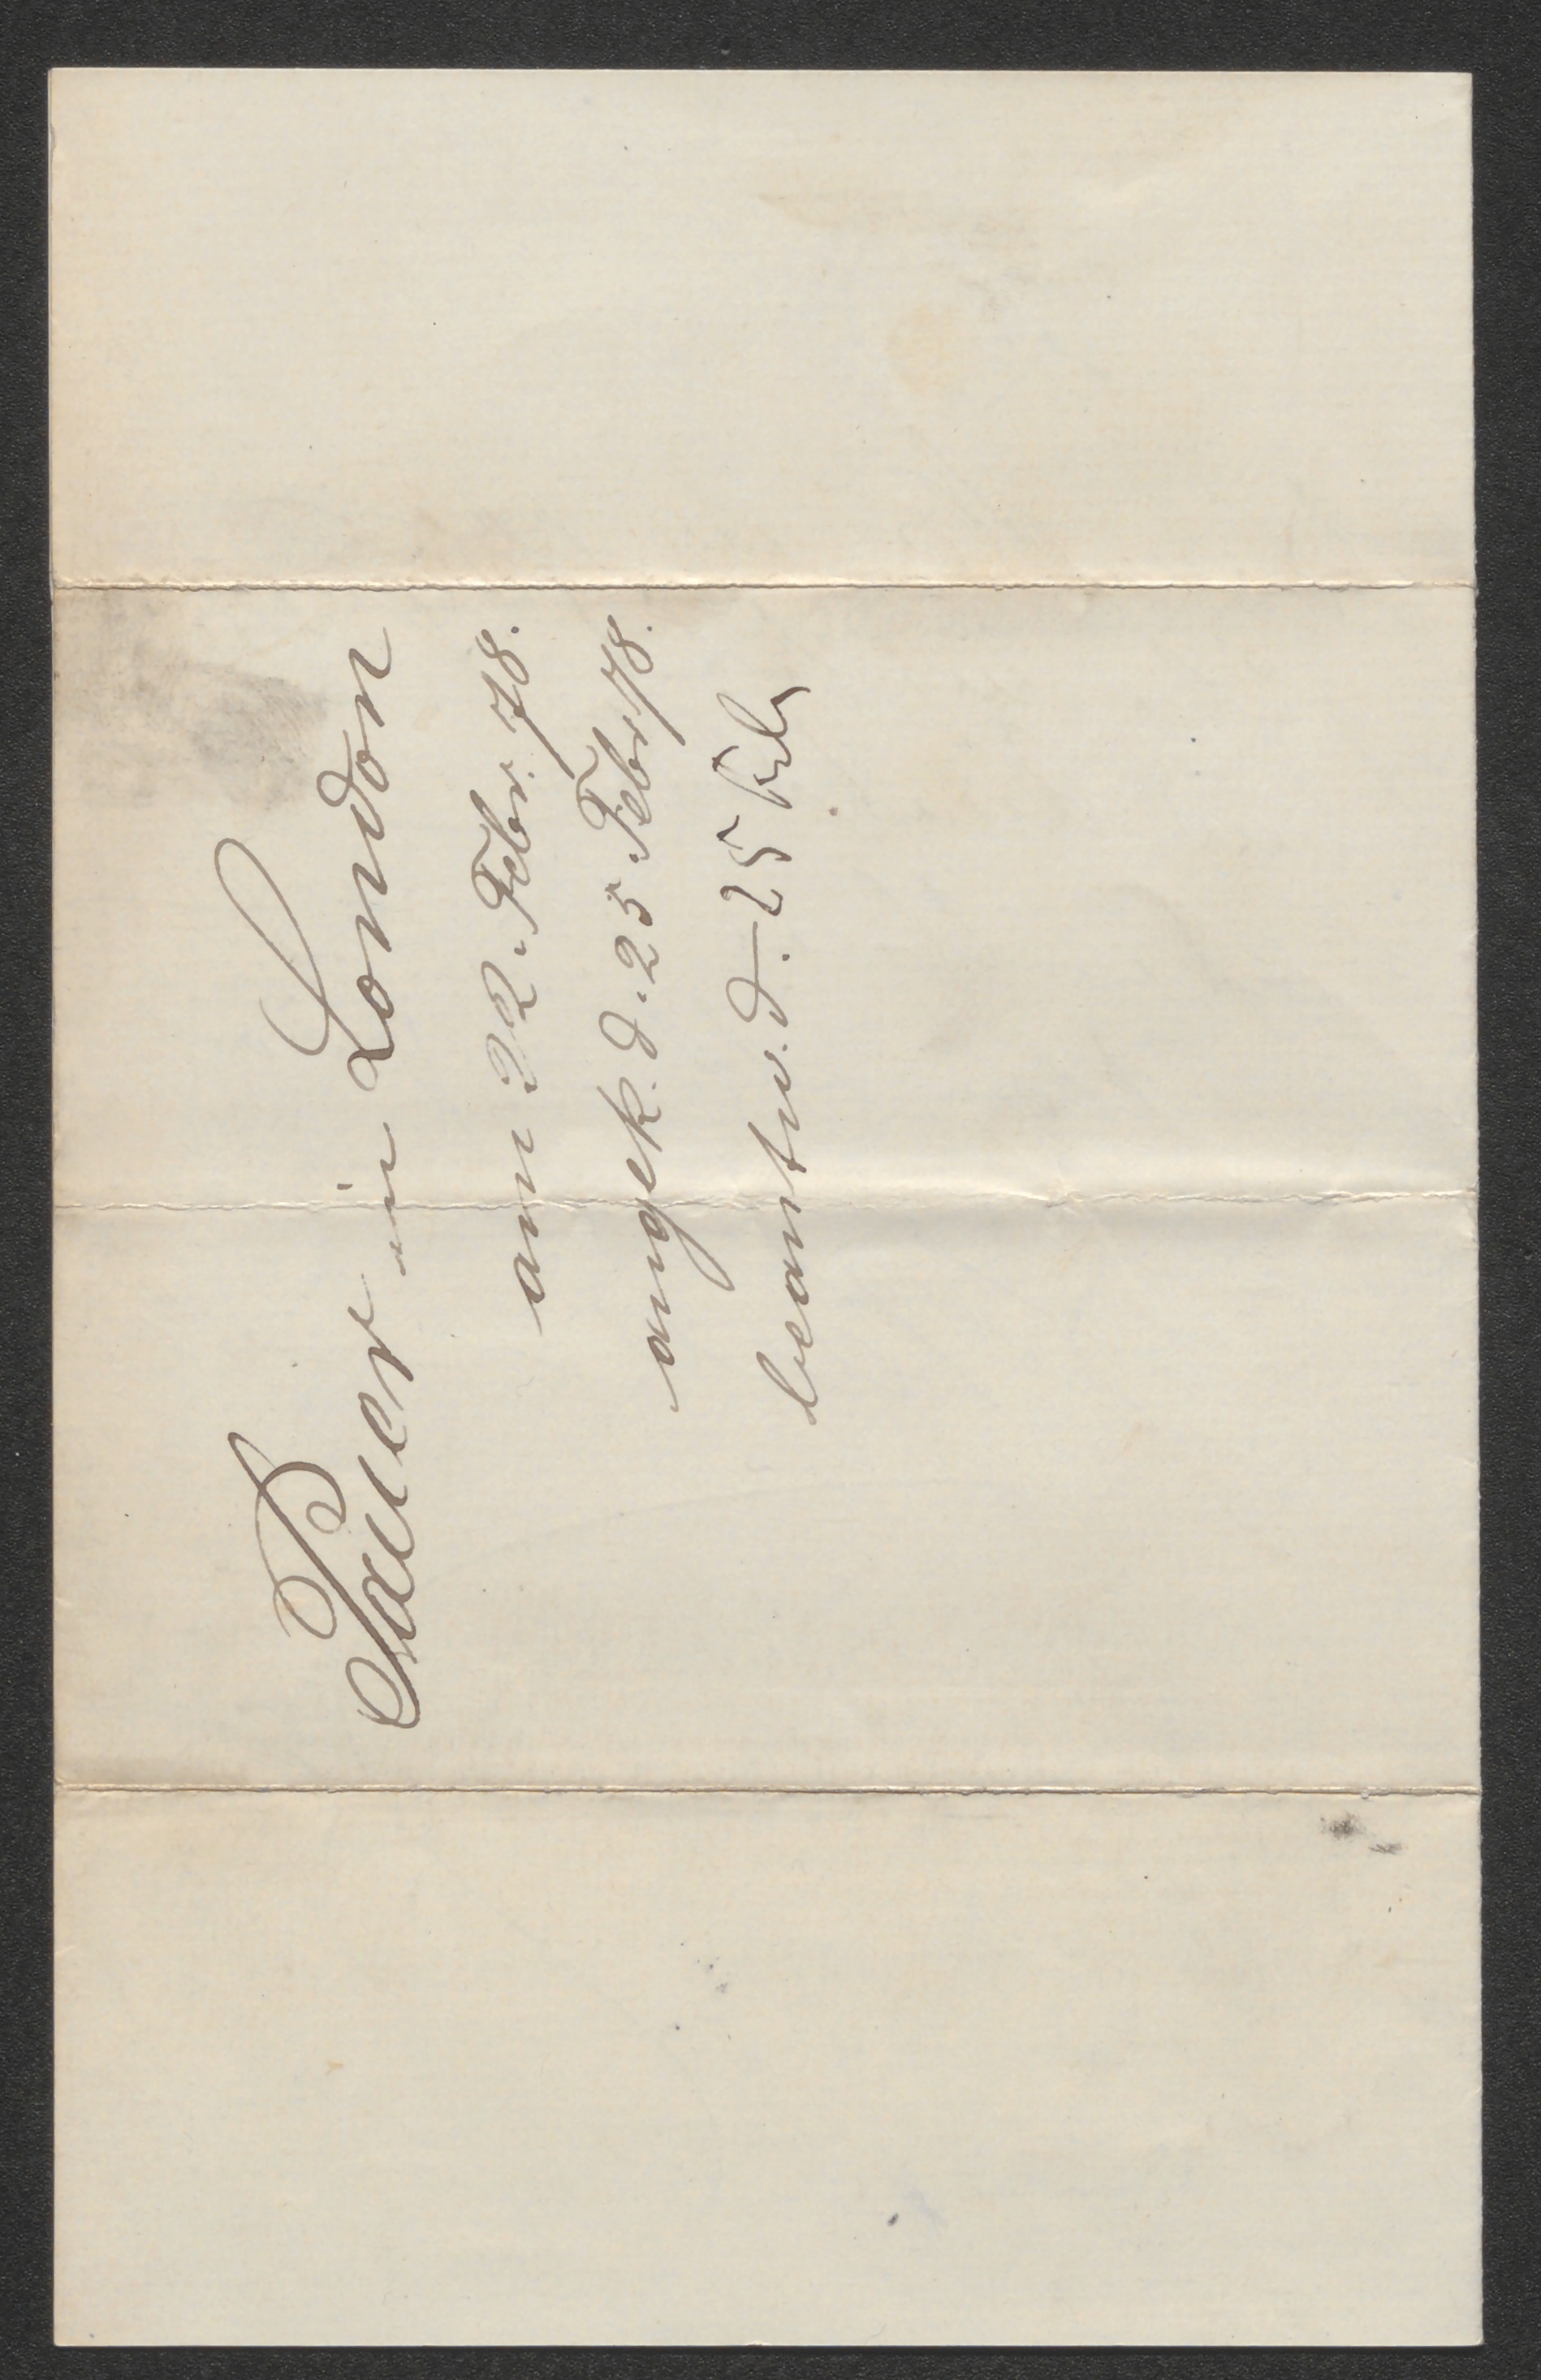 Pauer in London
am 22. Febr. 78.
angek. d. 25. Febr 78.
beantw. d. 25 Feb